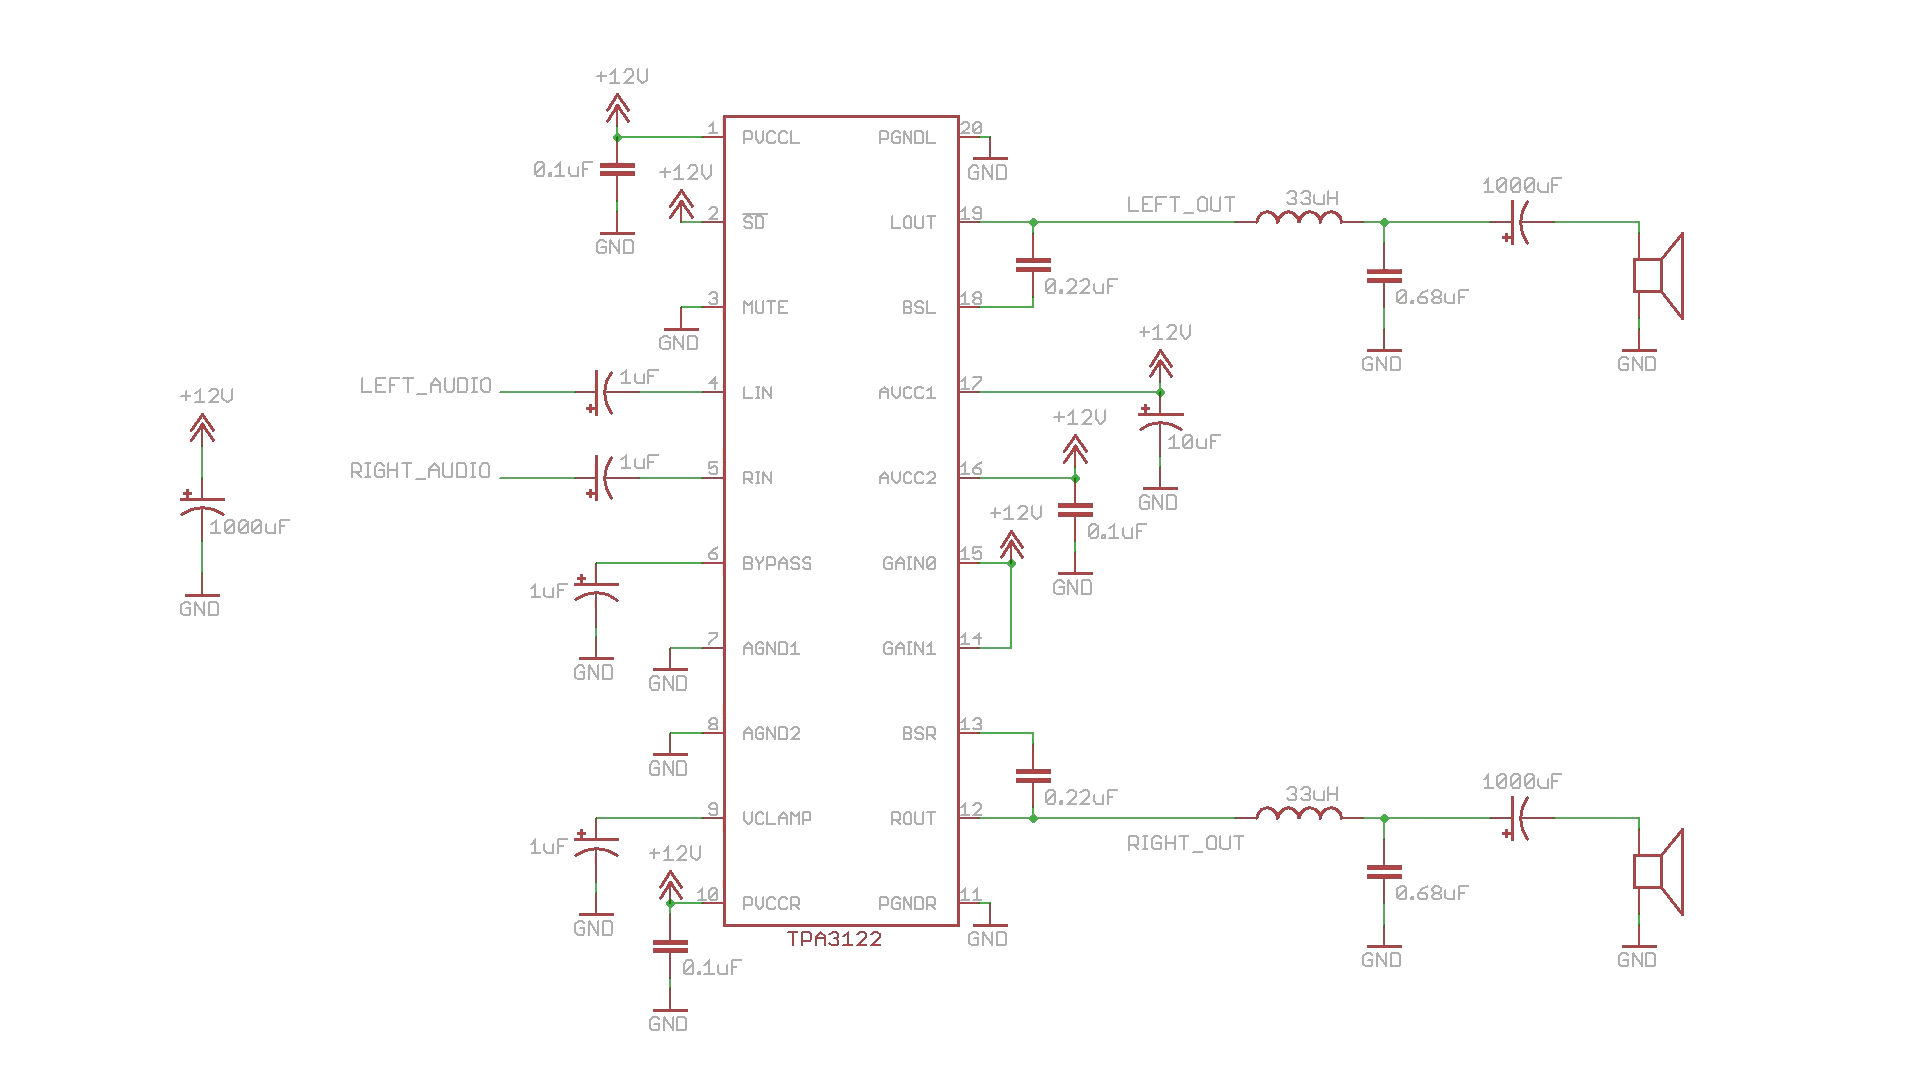 +12V
1
PVCCL
PGNDL
20
0.1uF
+12V
GND
LEFT_OUT
33uH
1000uF
2
SD
LOUT
19
GND
0.22uF
0.68uF
3
MUTE
BSL
18
GND
+12V
GND
GND
LEFT_AUDIO
1uF
4
LIN
AVCC1
17
+12V
+12V
10uF
RIGHT_AUDIO
1uF
5
RIN
AVCC2
16
GND
1000uF
+12V
0.1uF
6
BYPASS
GAIN0
15
1uF
GND
GND
7
AGND1
GAIN1
14
GND
GND
8
AGND2
BSR
13
GND
0.22uF
33uH
1000uF
9
VCLAMP
ROUT
12
1uF
+12V
RIGHT_OUT
0.68uF
10
PVCCR
PGNDR
11
GND
TPA3122
GND
0.1uF
GND
GND
GND